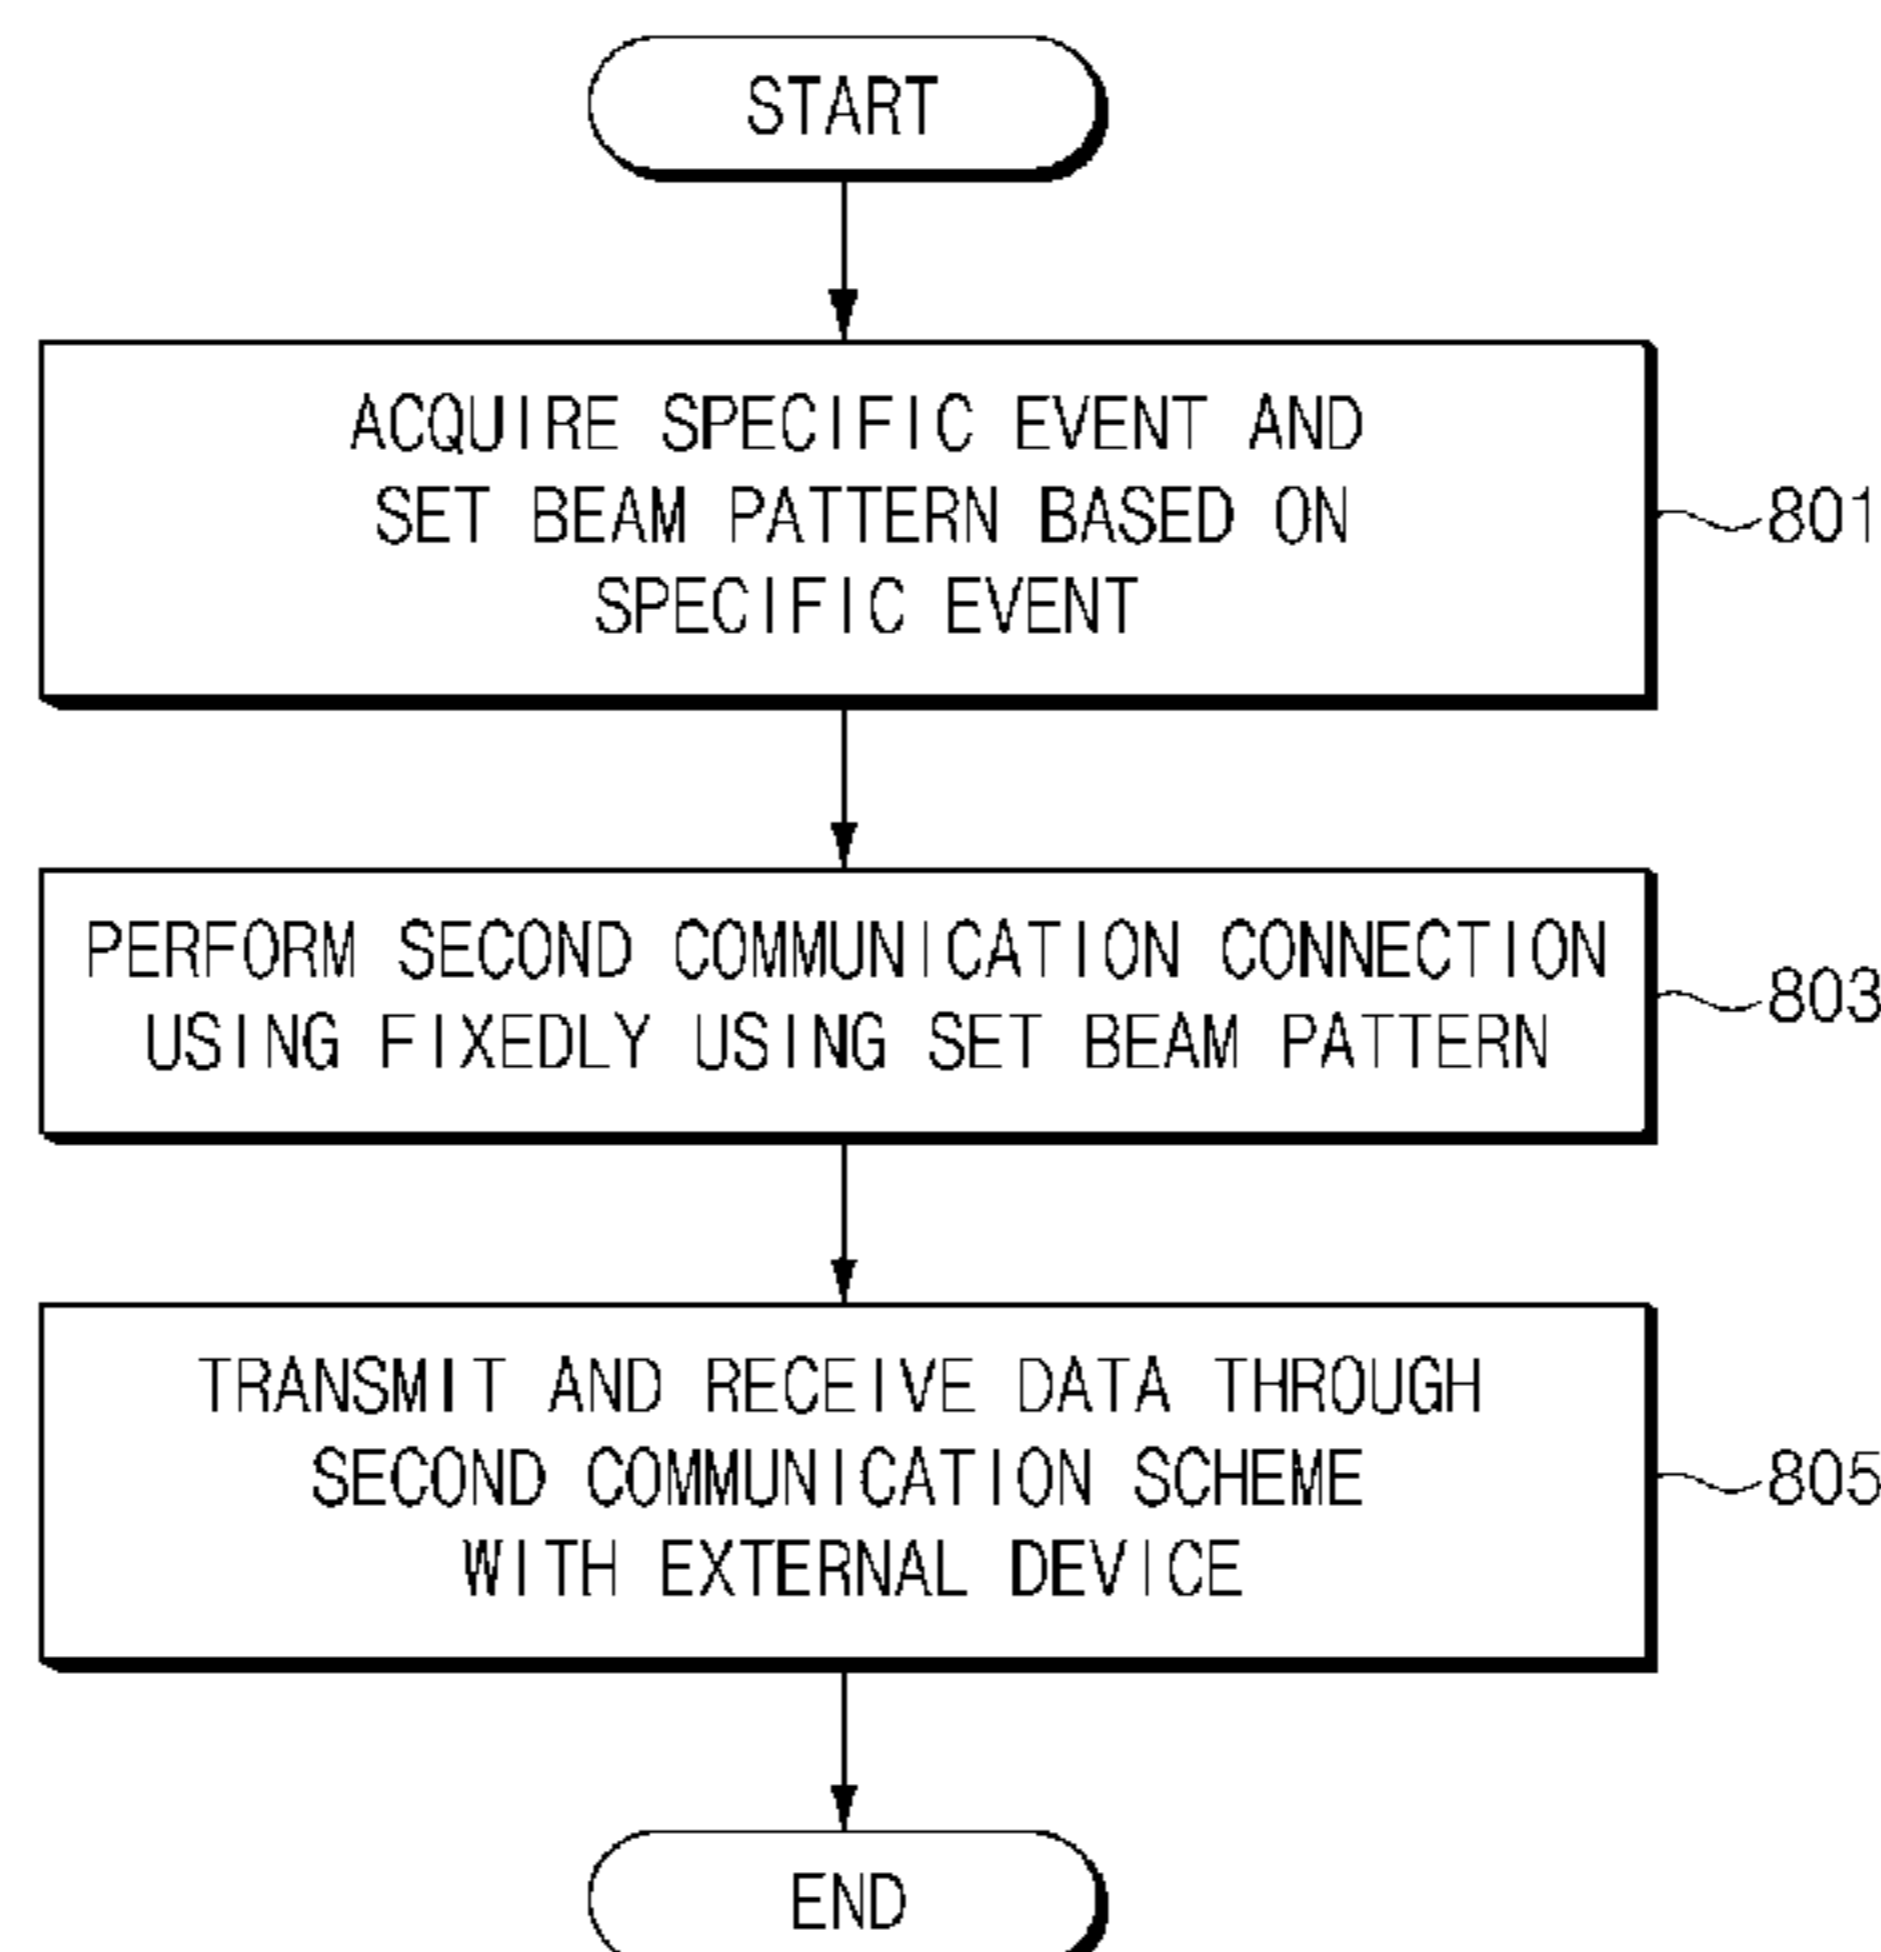 START
ACQUIRE SPECIFIC EVENT AND
SET BEAM PATTERN BASED ON
SPECIFIC EVENT
801
PERFORM SECOND COMMUNICATION CONNECTION
USING FIXEDLY USING SET BEAM PATTERN
803
TRANSMIT AND RECEIVE DATA THROUGH
SECOND COMMUNICATION SCHEME
WITH EXTERNAL DEVICE
805
END